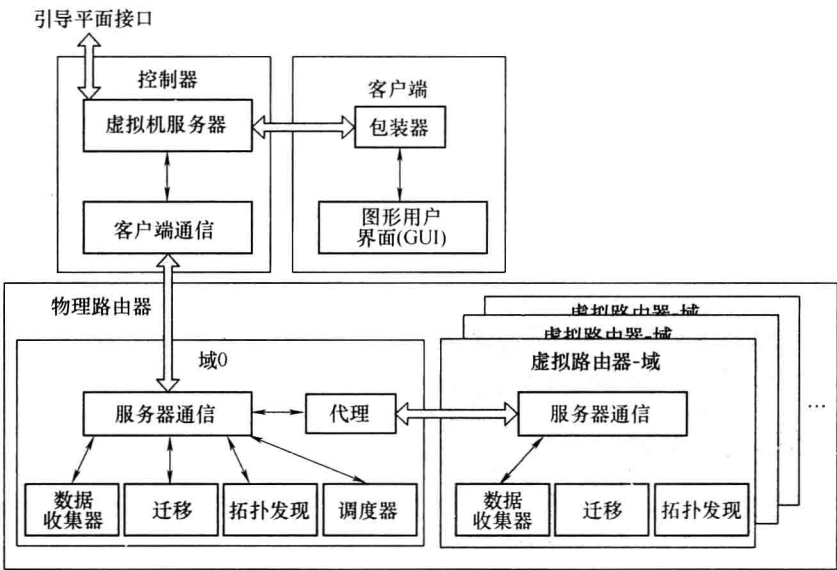 引导平面接口
控制器
客户端
虚拟机服务器
包装器
客户端通信
图形用户
界面(GUI)
物理路由器
虚拟路由器-域
虚拟路由器-域
域0
虚拟路由器-域
服务器通信
代理
服务器通信
…
数据
收集器
迁移
拓扑发现
调度器
数据
收集器
迁移
拓扑发现